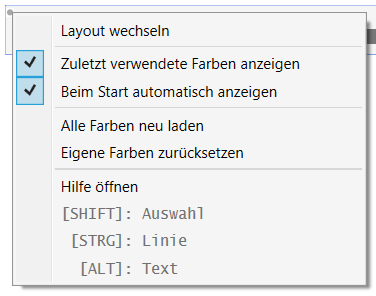 Layout wechseln
Zuletzt verwendete Farben anzeigen
Beim Start automatisch anzeigen
Alle Farben neu laden
Eigene Farben zurücksetzen
Hilfe öffnen
[SHIFT]: Auswahl
[STRG]: Linie
[ALT]: Text